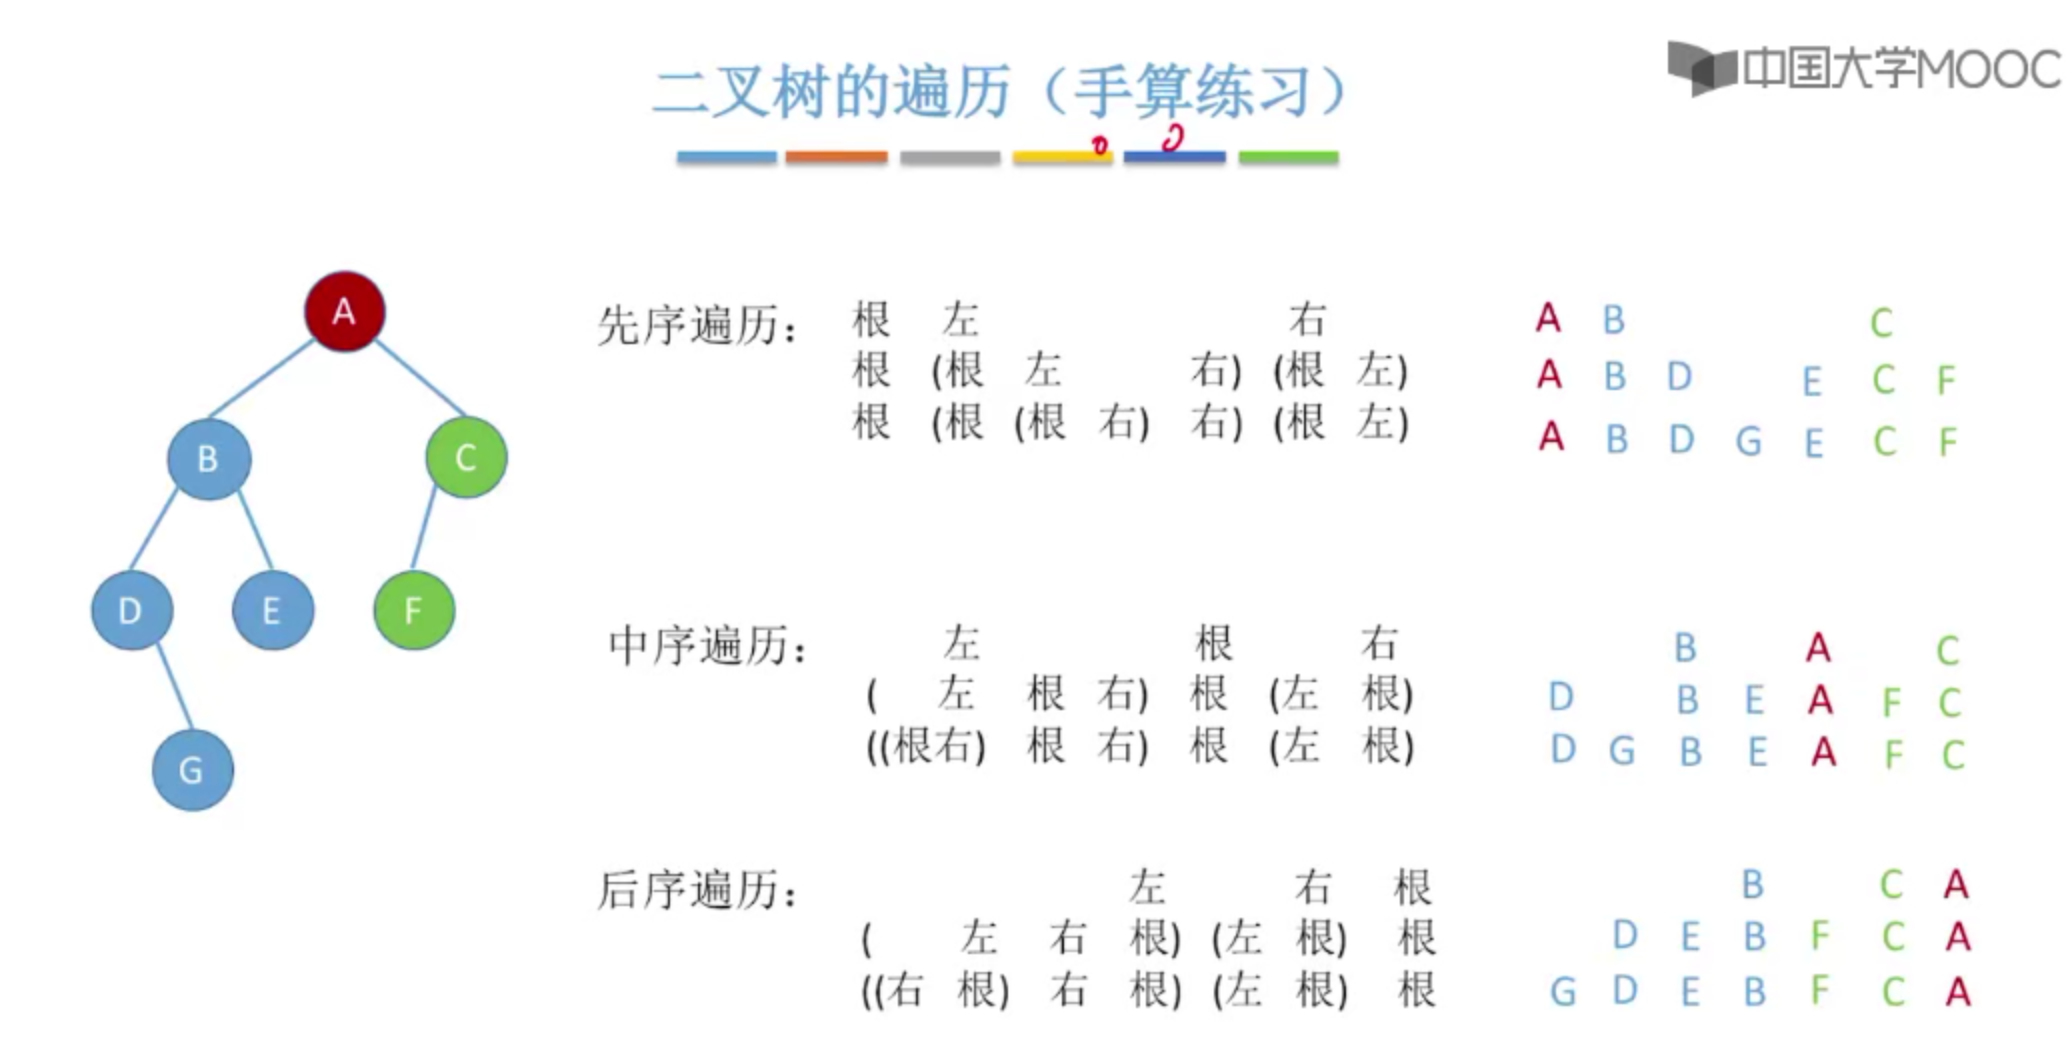 中国大学MOOC
二叉树的遍历（手算练习）
A
B
C
D
E
F
G
先序遍历：
根 左 右
根 (根 左 右) (根 左)
根 (根 (根 右) 右) (根 左)
A B C
A B D E C F
A B D G E C F
中序遍历：
左 根 右
( 左 根 右) 根 (左 根)
((根右) 根 右) 根 (左 根)
B A C
D B E A F C
D G B E A F C
后序遍历：
左 右 根
( 左 右 根) (左 根) 根
((右 根) 右 根) (左 根) 根
B C A
D E B F C A
G D E B F C A